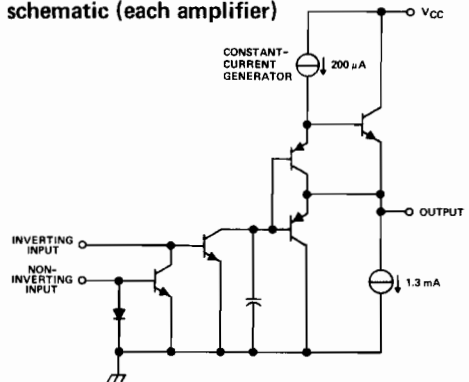 schematic (each amplifier)
VCC
CONSTANT-
CURRENT
GENERATOR
200 μA
OUTPUT
INVERTING
INPUT
NON-
INVERTING
INPUT
1.3 mA